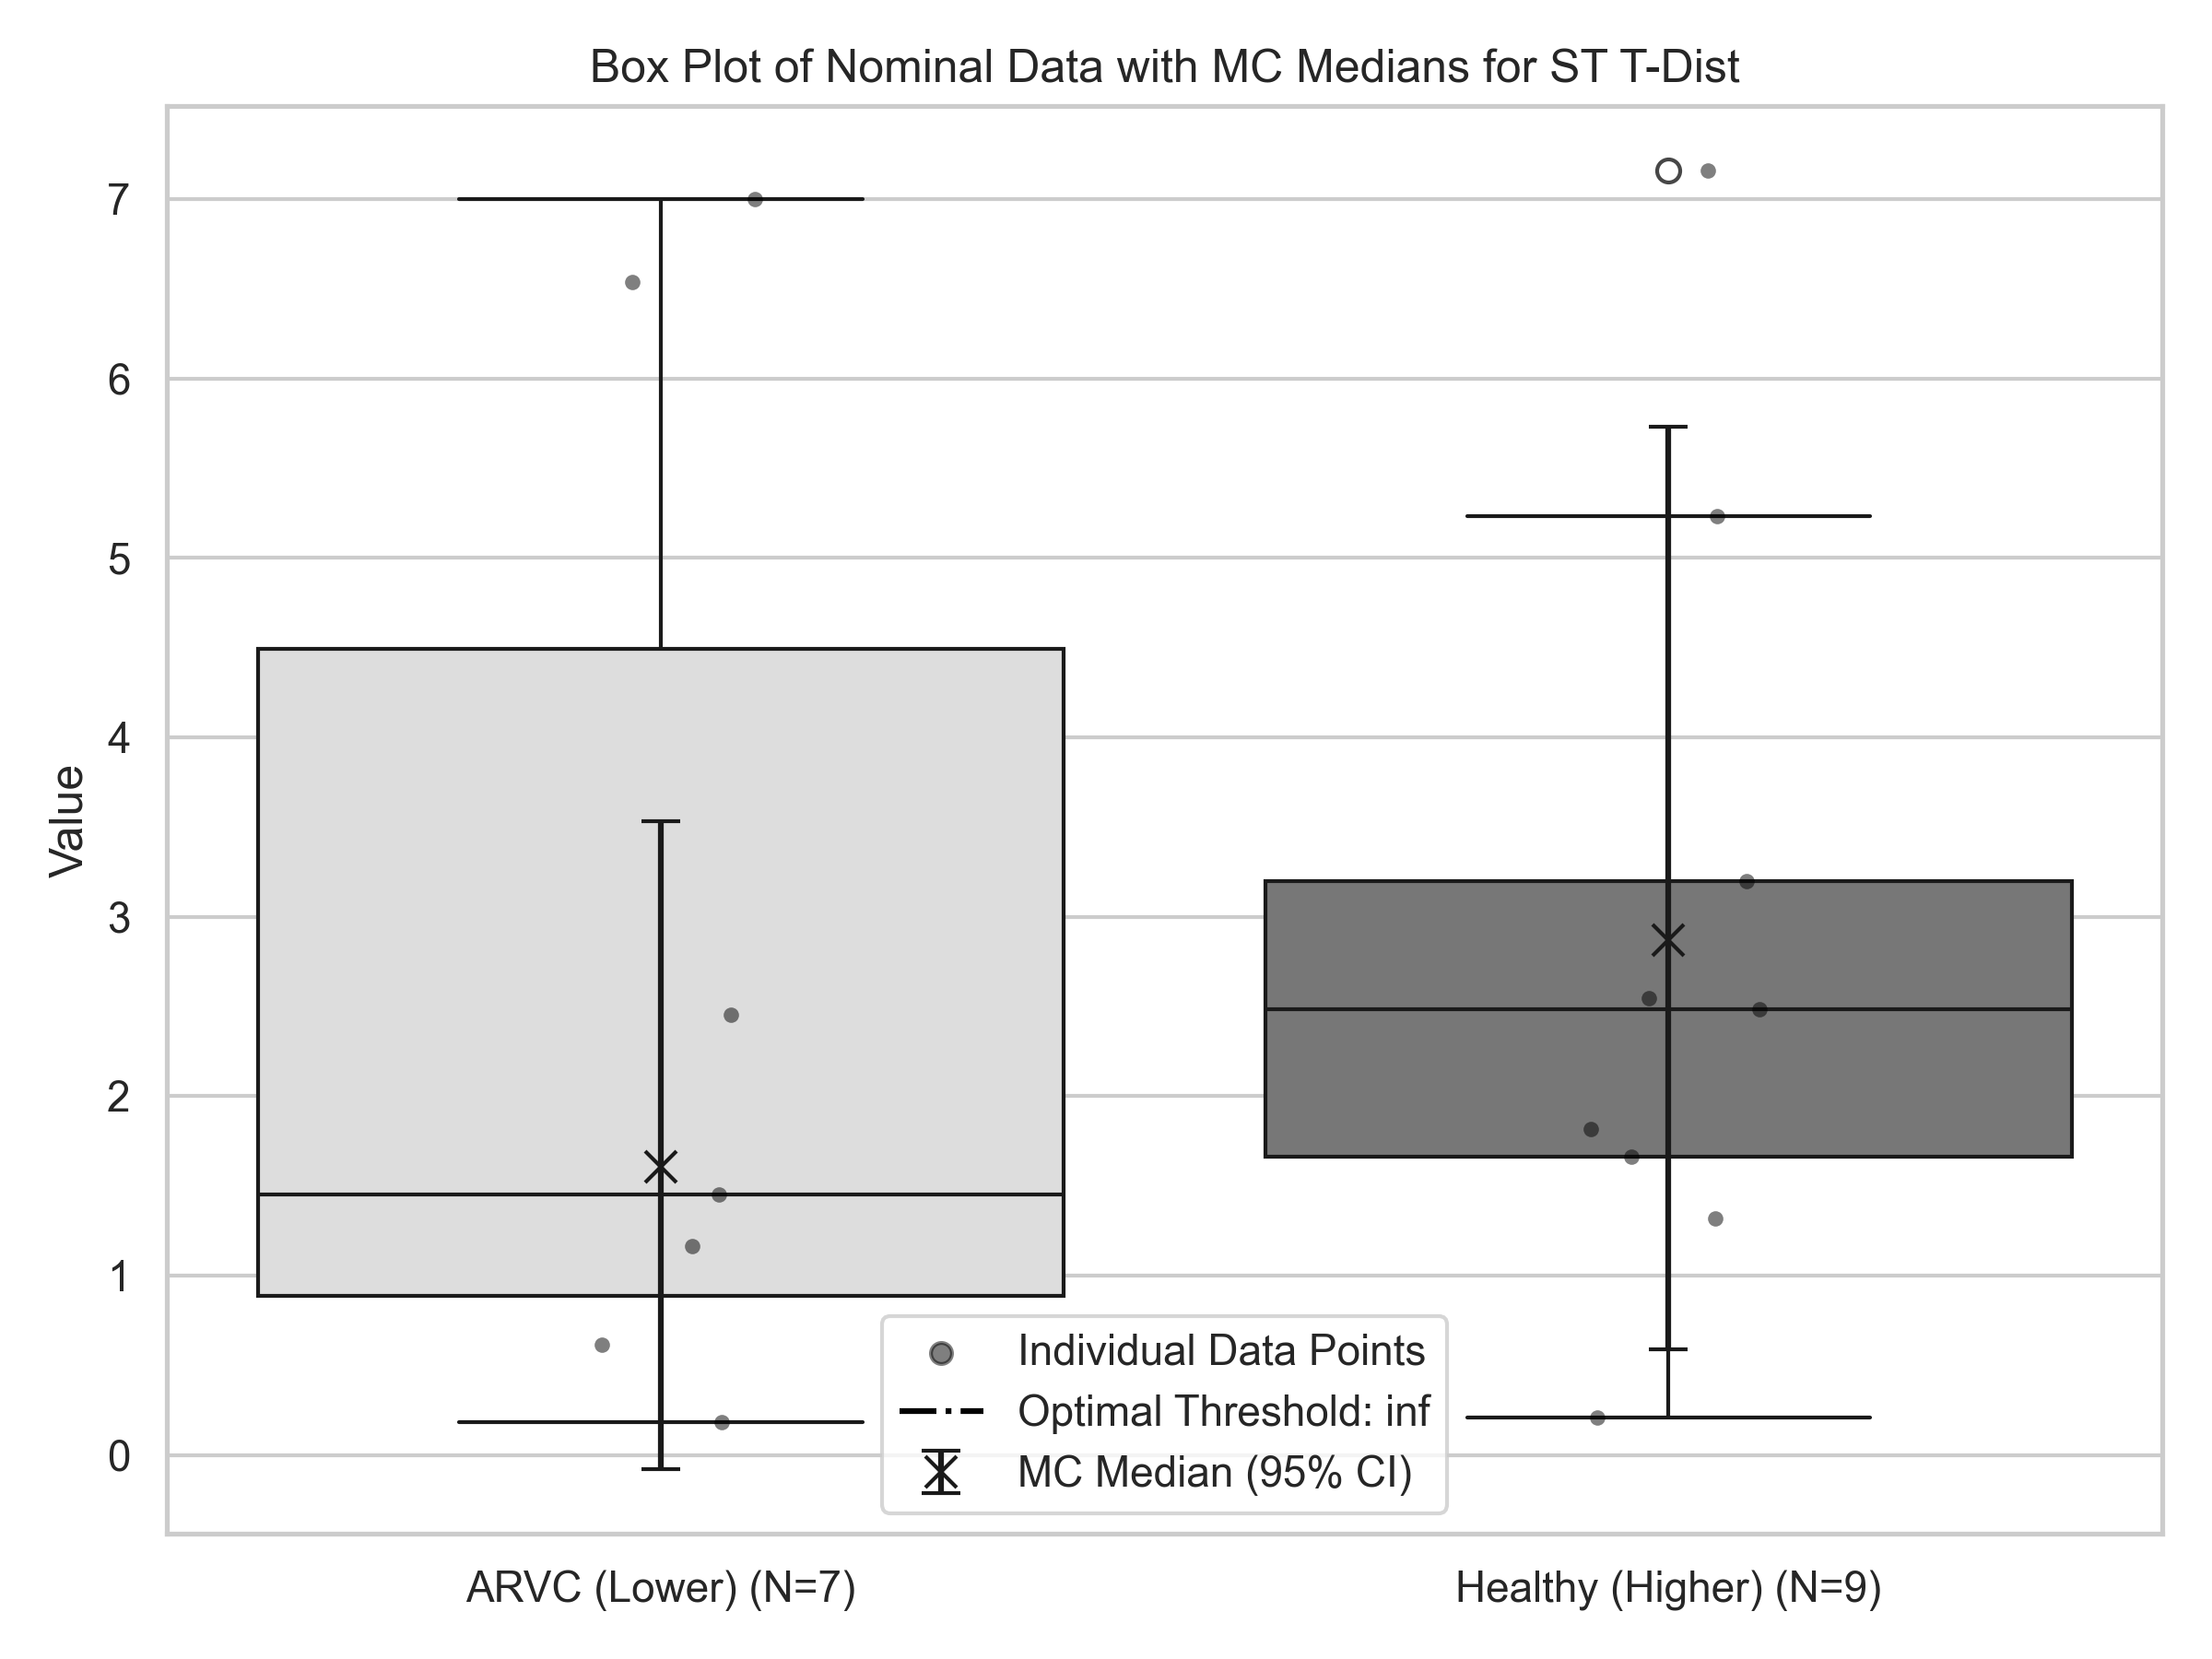 Box Plot of Nominal Data with MC Medians for ST T-Dist
Value
7
6
5
4
3
2
1
0
Individual Data Points
Optimal Threshold: inf
MC Median (95% CI)
ARVC (Lower) (N=7)
Healthy (Higher) (N=9)